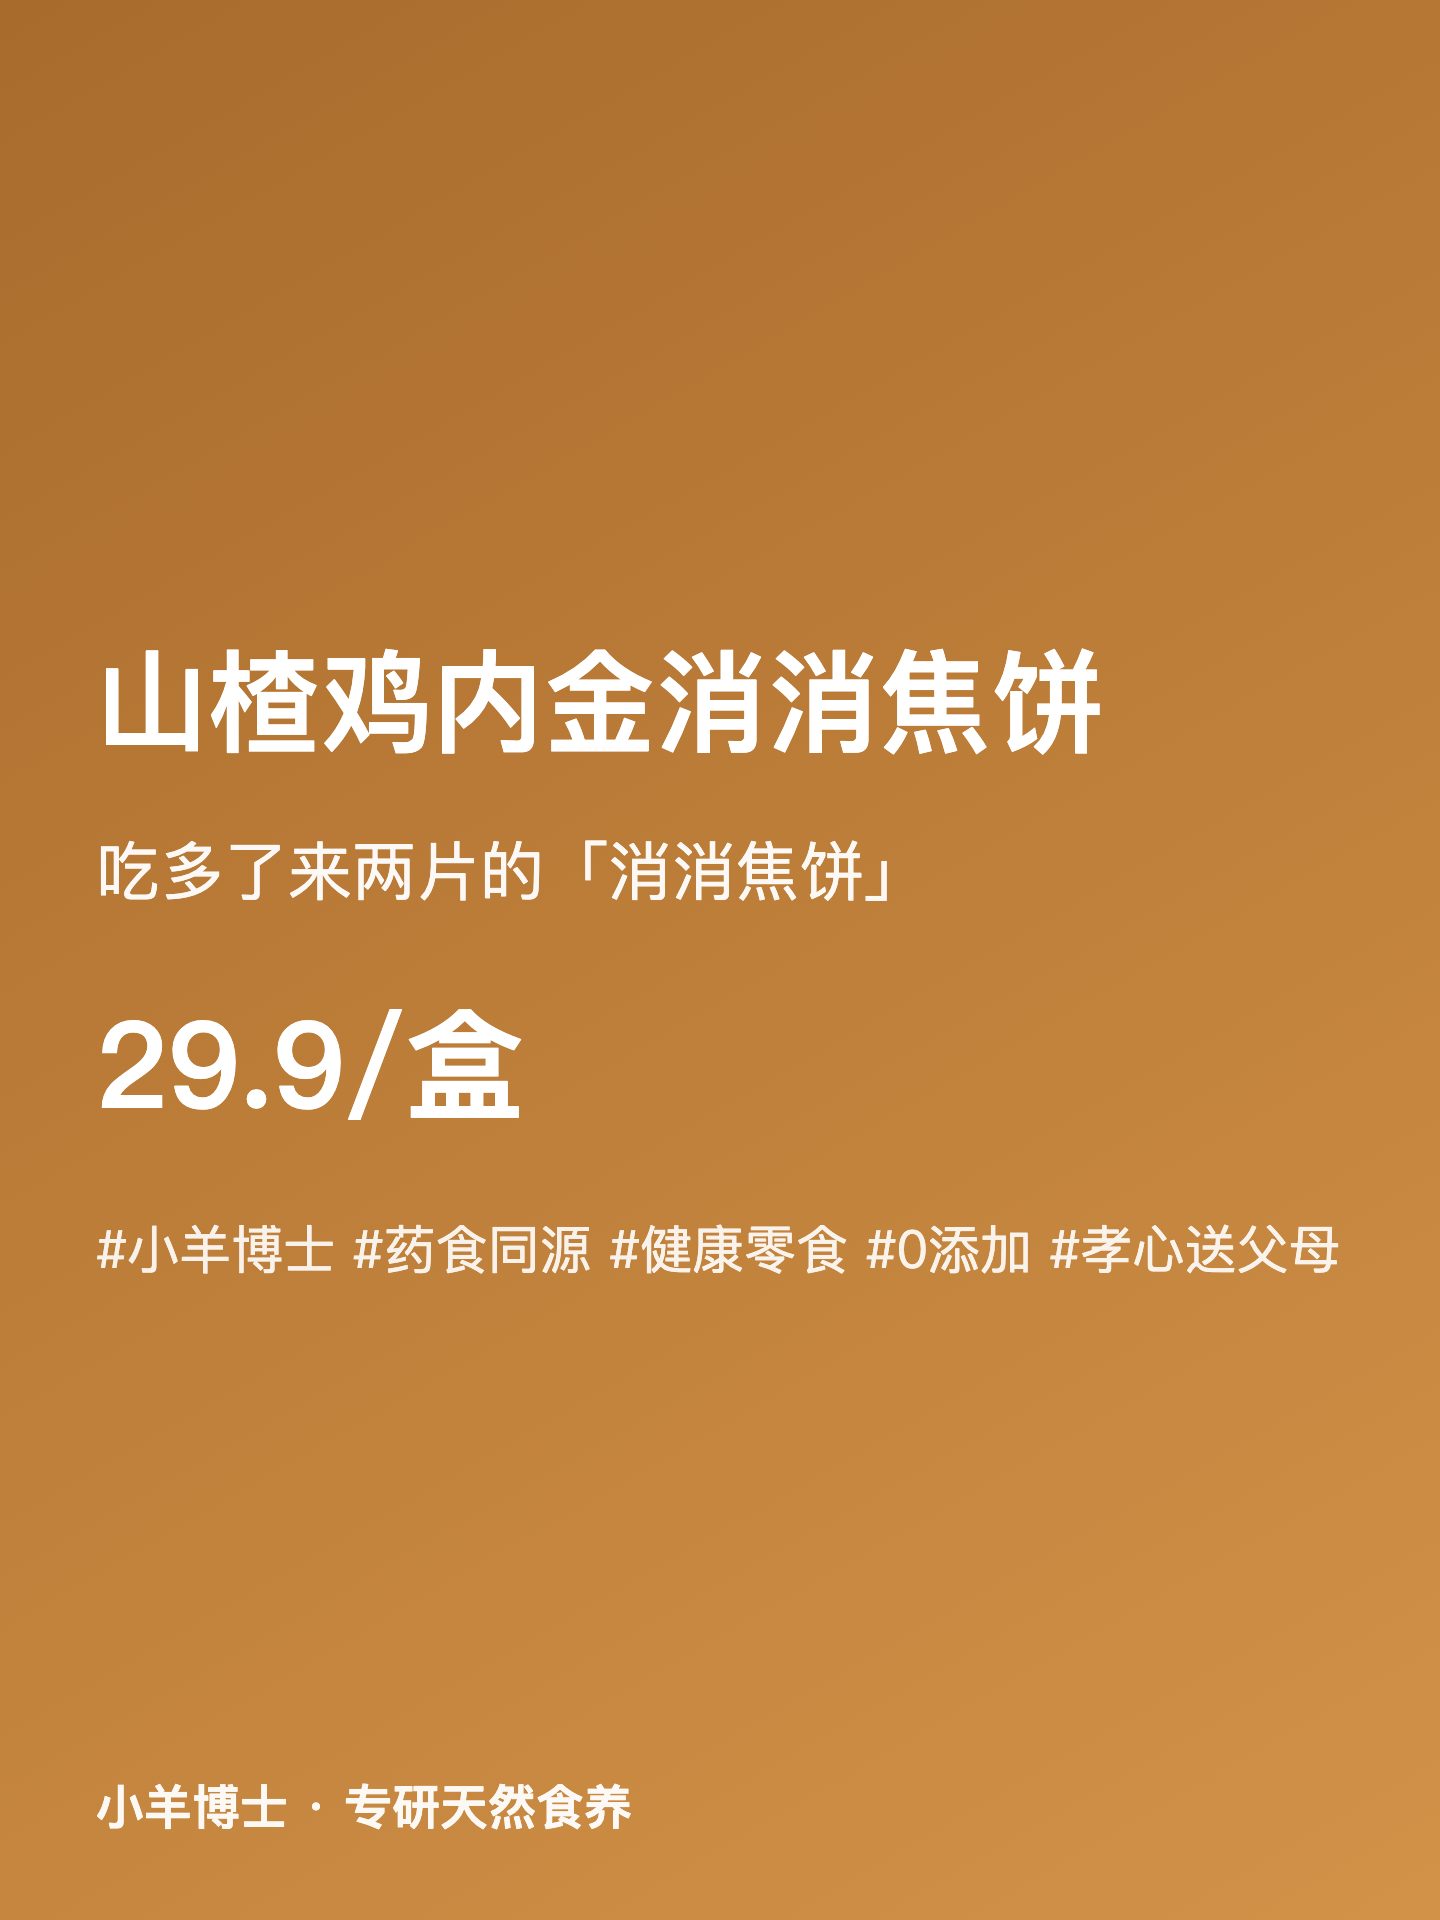 山楂鸡内金消消焦饼
吃多了来两片的「消消焦饼」
29.9/盒
#小羊博士 #药食同源 #健康零食 #0添加 #孝心送父母
小羊博士 · 专研天然食养